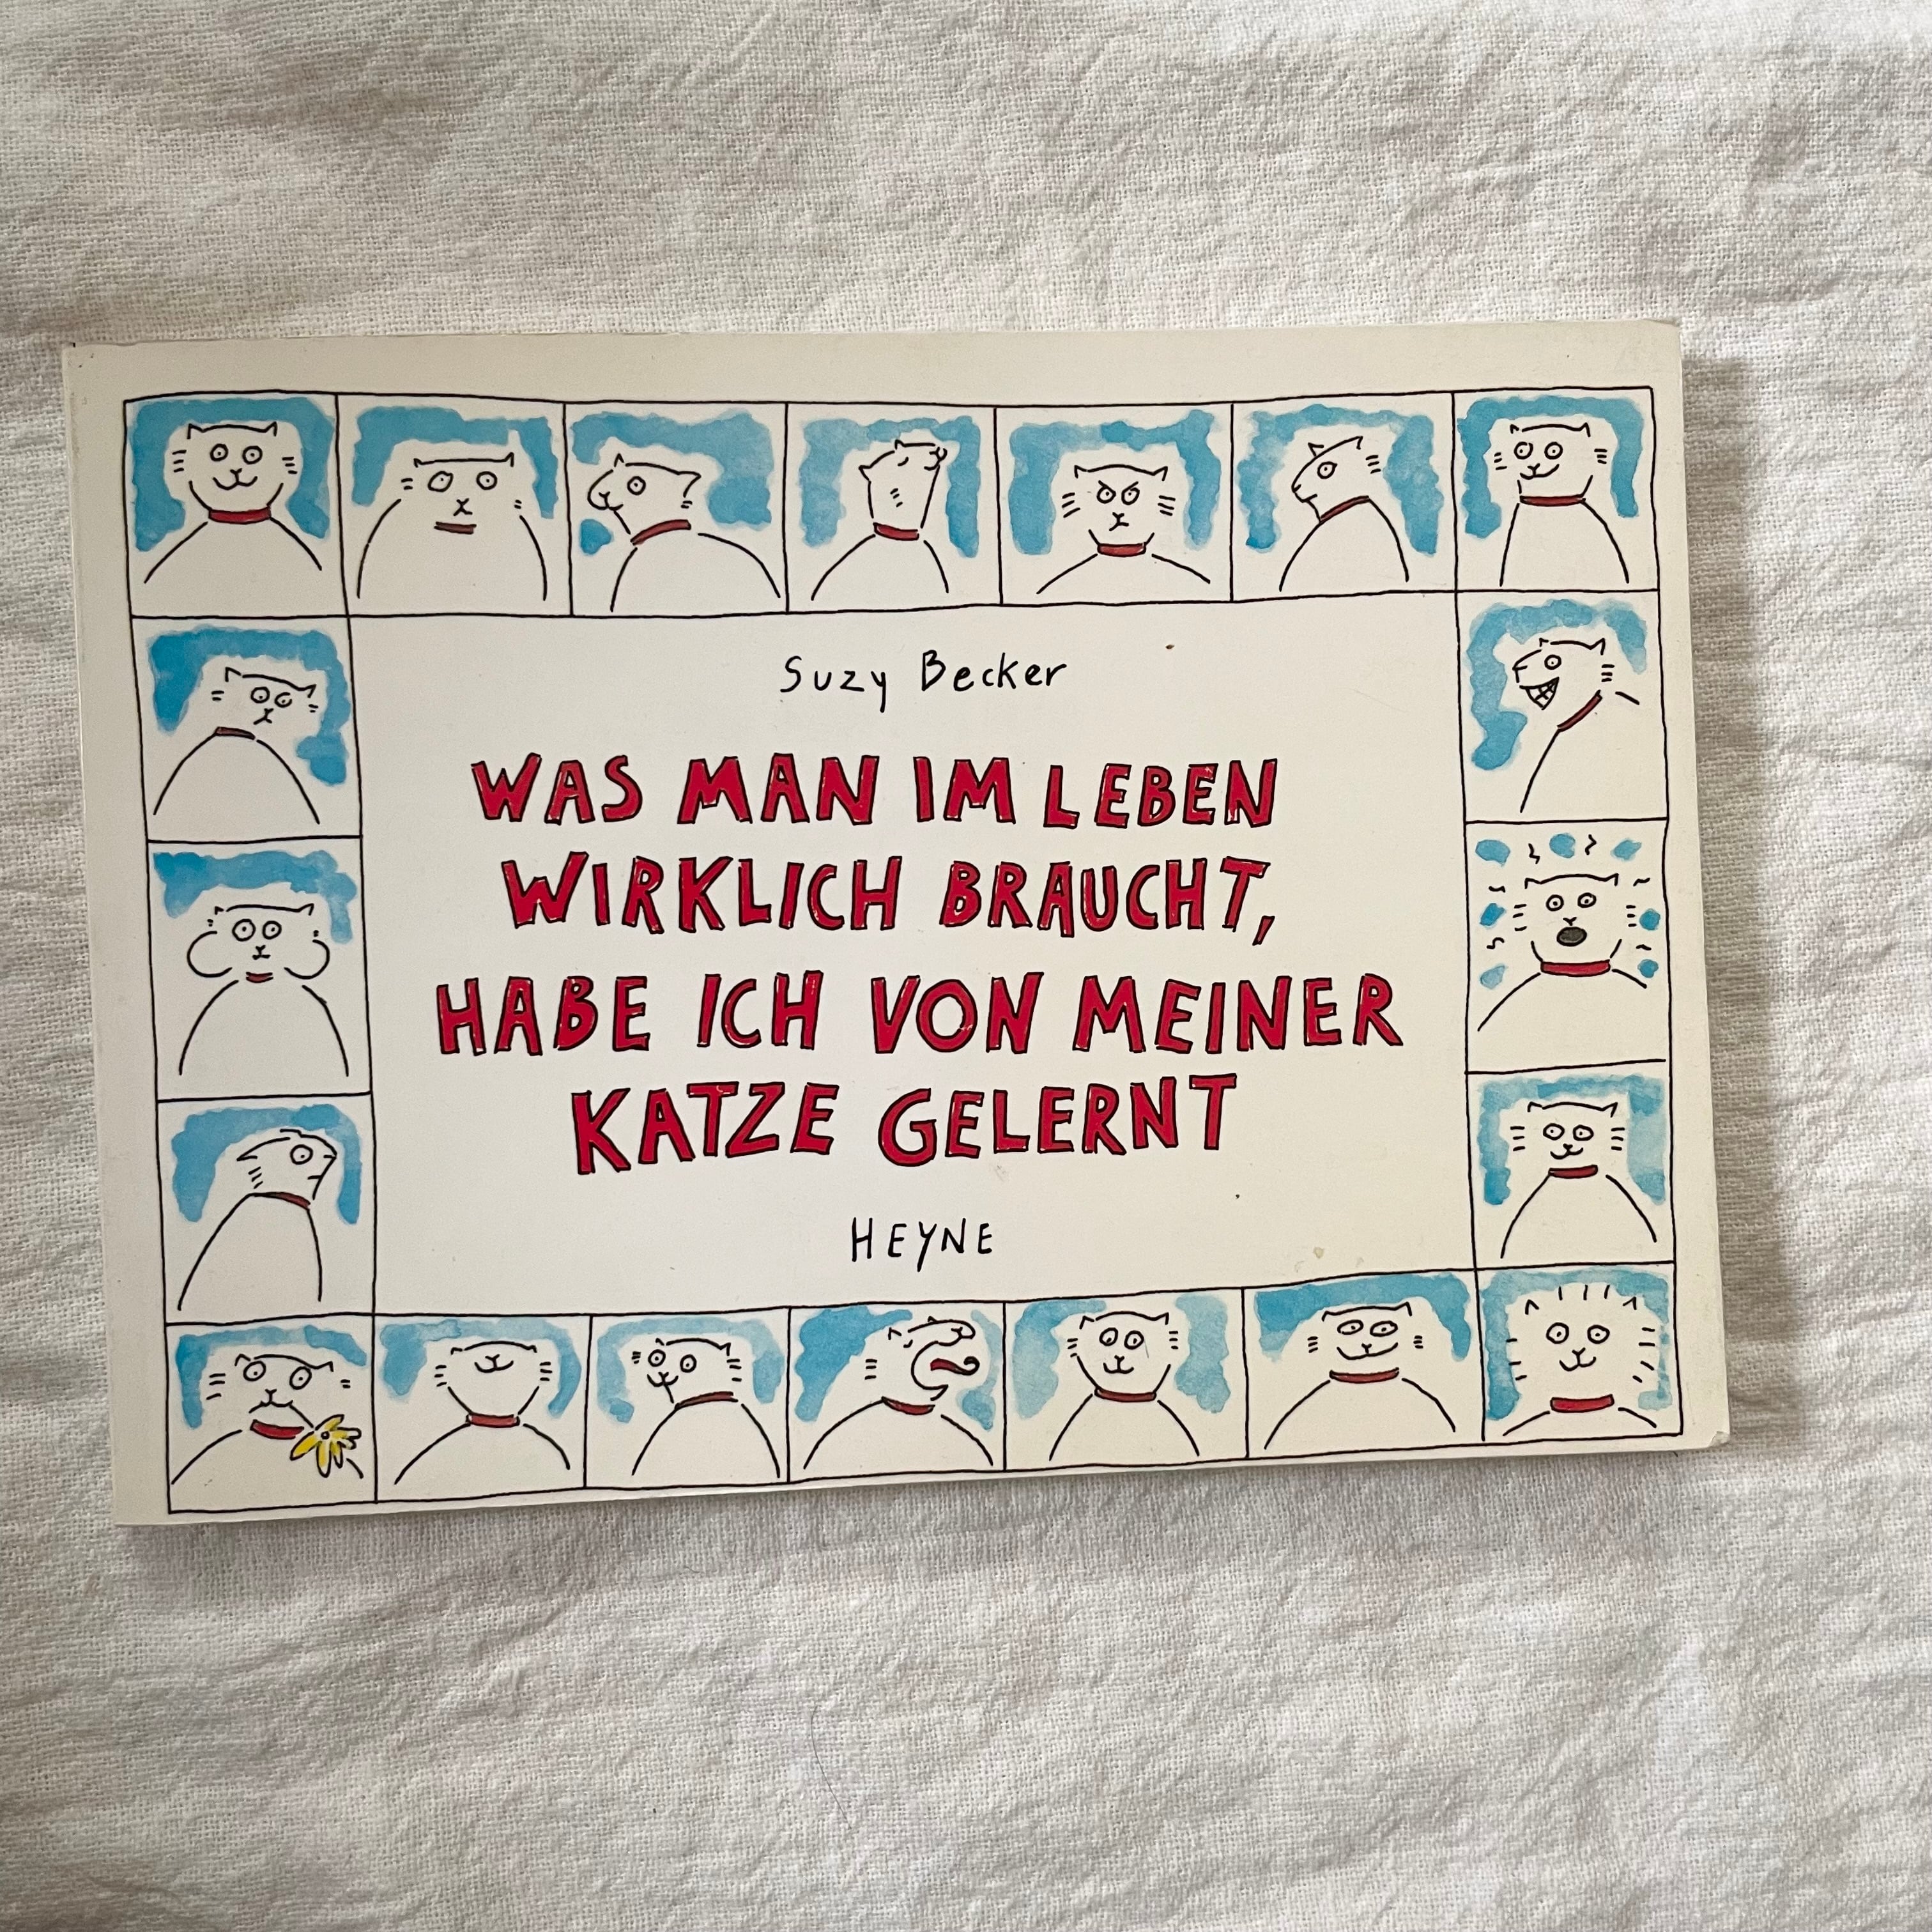 Suzy Becker
WAS MAN IM LEBEN
WIRKLICH BRAUCHT,
HABE ICH VON MEINER
KATZE GELERNT
HEYNE